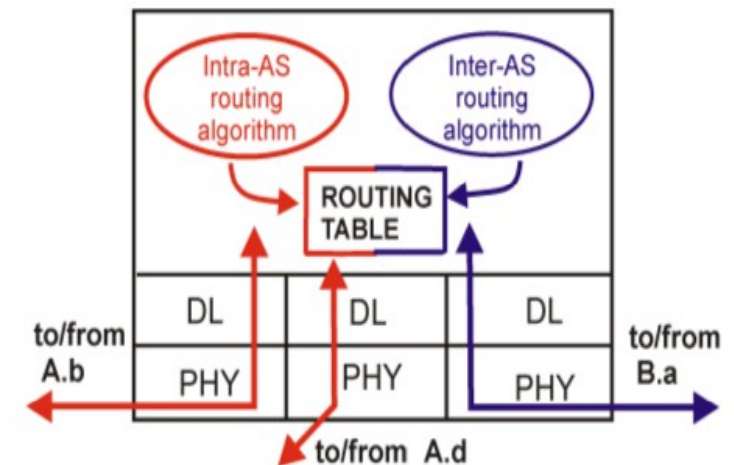 Intra-AS
routing
algorithm
Inter-AS
routing
algorithm
ROUTING
TABLE
DL
DL
DL
to/from
A.b
to/from
B.a
PHY
PHY
PHY
to/from A.d